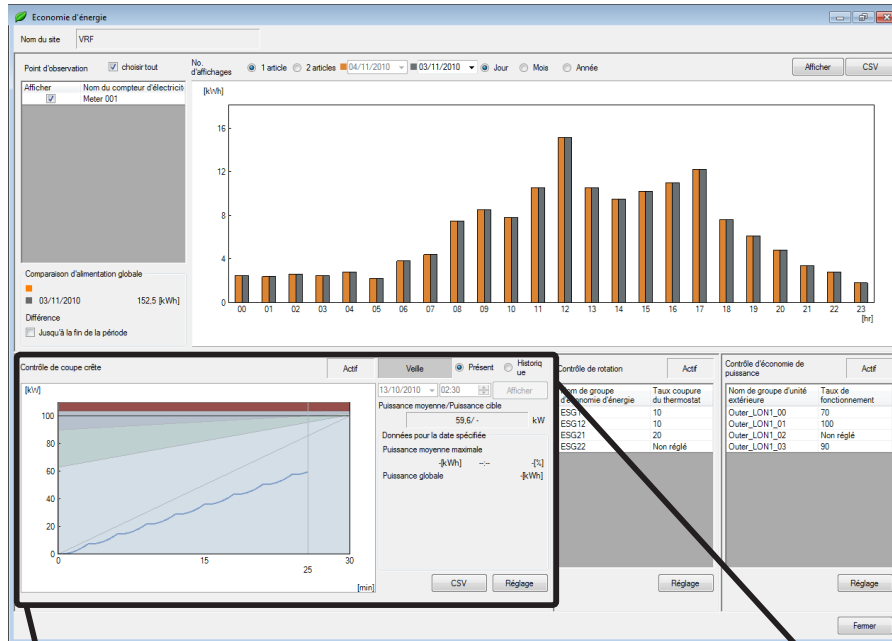 Economie d'énergie
Nom du site VRF
Point d'observation choisir tout No. d'affichages 1 article 2 articles 04/11/2010 03/11/2010 Jour Mois Année Afficher CSV
Afficher Nom du compteur d'électricit
Meter 001
[kWh]
16
12
8
4
0
00 01 02 03 04 05 06 07 08 09 10 11 12 13 14 15 16 17 18 19 20 21 22 23
[hr]
Comparaison d'alimentation globale
03/11/2010 152,5 [kWh]
Différence
Jusqu'à la fin de la période
Contrôle de coupe crête Actif Veille Présent Historiq
ue
[kW]
100
80
60
40
20
0
0 15 30
25
[min]
13/10/2010 02:30 Afficher
Puissance moyenne/Puissance cible
59,6/ - kW
Données pour la date spécifiée
Puissance moyenne maximale
-[kWh] --:-- -[%]
Puissance globale -[kWh]
CSV Réglage
Contrôle de rotation Actif
Nom de groupe Taux coupure
d'économie d'énergie du thermostat
10
ESG12 10
ESG21 20
ESG22 Non réglé
Réglage
Contrôle d'économie de
puissance Actif
Nom de groupe d'unité Taux de
extérieure fonctionnement
Outer_LON1_00 70
Outer_LON1_01 100
Outer_LON1_02 Non réglé
Outer_LON1_03 90
Réglage
Fermer